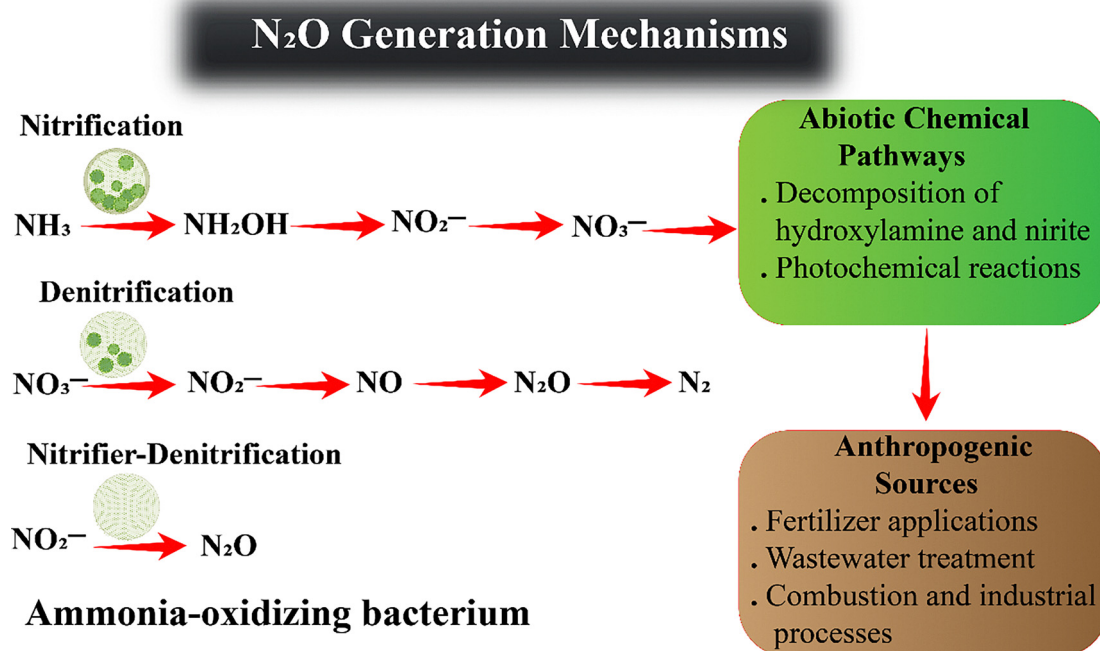 N₂O Generation Mechanisms
Nitrification
NH₃ NH₂OH NO₂⁻ NO₃⁻
Denitrification
NO₃⁻ NO₂⁻ NO N₂O N₂
Nitrifier-Denitrification
NO₂⁻ N₂O
Ammonia-oxidizing bacterium
Abiotic Chemical
Pathways
. Decomposition of
hydroxylamine and nirite
. Photochemical reactions
Anthropogenic
Sources
. Fertilizer applications
. Wastewater treatment
. Combustion and industrial
processes